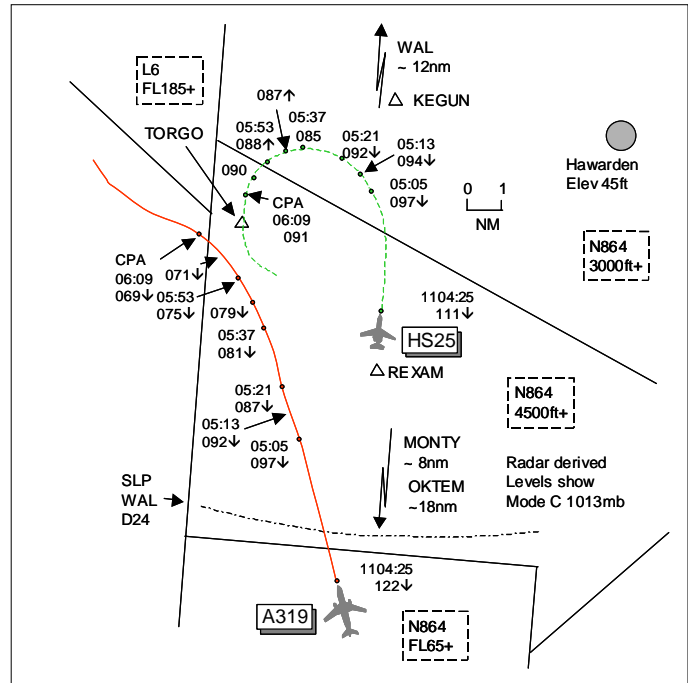 WAL
~ 12nm
KEGUN
L6
FL185+
087↑
05:37
085
TORGO
05:53
088↑
05:21
092↓
05:13
094↓
090
05:05
097↓
Hawarden
Elev 45ft
0 1
NM
CPA
06:09
091
N864
3000ft+
CPA
06:09
069↓
071↓
05:53
075↓
079↓
05:37
081↓
1104:25
111↓
HS25
REXAM
05:21
087↓
05:13
092↓
05:05
097↓
N864
4500ft+
MONTY
~ 8nm
OKTEM
~18nm
Radar derived
Levels show
Mode C 1013mb
SLP
WAL
D24
1104:25
122↓
A319
N864
FL65+